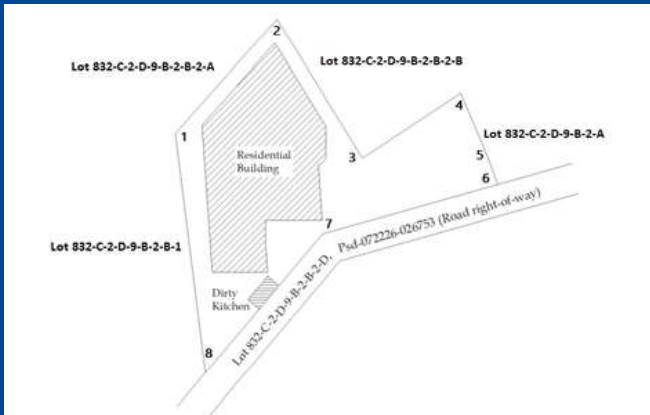 2
Lot 832-C-2-D-9-B-2-B-2-A
Lot 832-C-2-D-9-B-2-B-2-B
4
1
Lot 832-C-2-D-9-B-2-A
3
5
Residential
Building
6
7
Psd-072226-026753 (Road right-of-way)
Lot 832-C-2-D-9-B-2-B-1
Lot 832-C-2-D-9-B-2-B-2-D,
Dirty
Kitchen
8